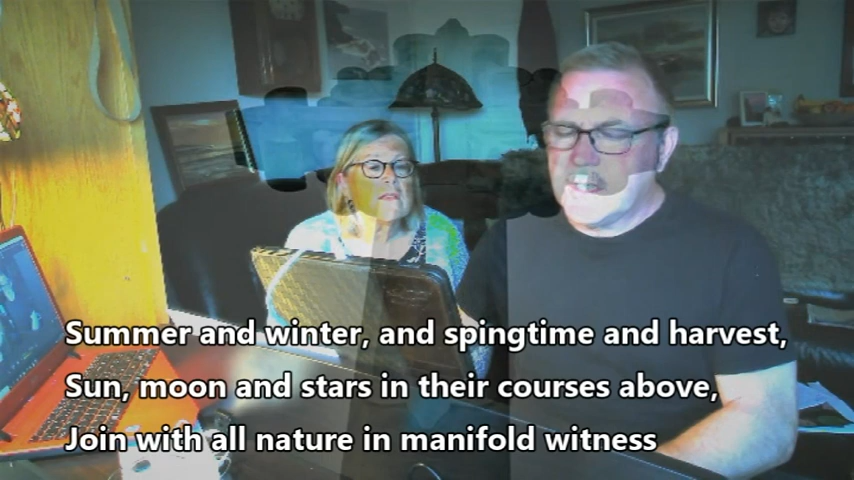 Summer and winter, and spingtime and harvest,
Sun, moon and stars in their courses above,
Join with all nature in manifold witness